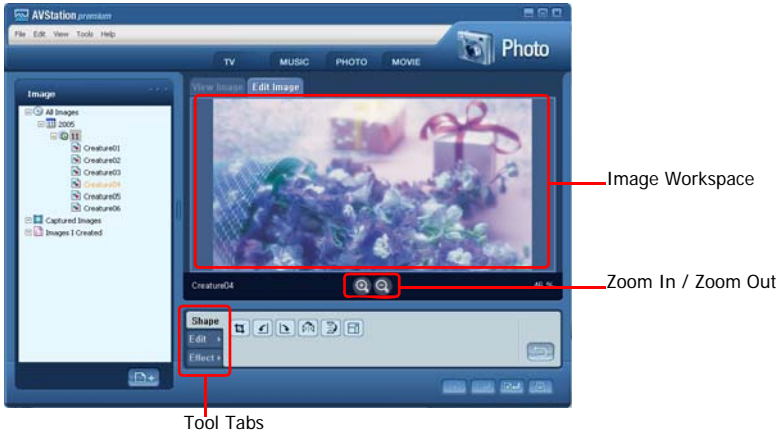 AVStation premium
File Edit View Tools Help
Photo
TV MUSIC PHOTO MOVIE
Image
View Image Edit Image
All Images
2005
11
Creature01
Creature02
Creature03
Creature04
Creature05
Creature06
Captured Images
Images I Created
Image Workspace
Creature04
46 %
Zoom In / Zoom Out
Shape
Edit
Effect
Tool Tabs